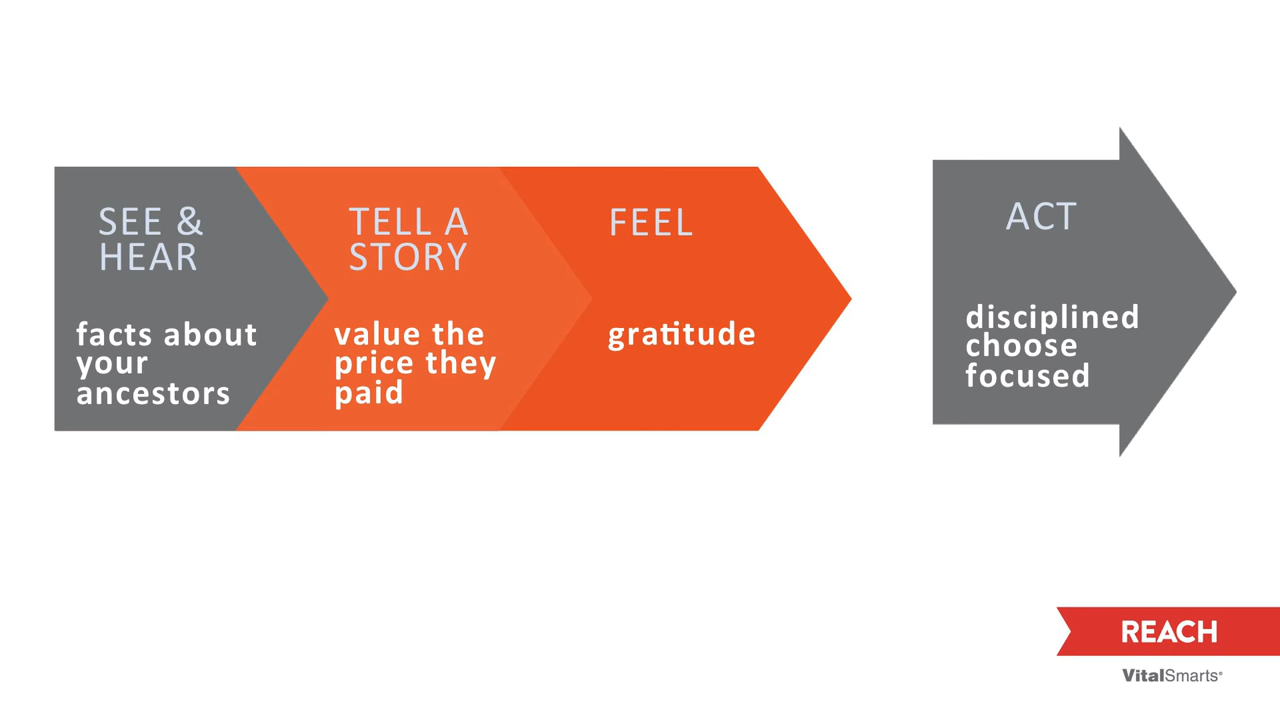 SEE &
HEAR
facts about
your
ancestors
TELL A
STORY
value the
price they
paid
FEEL
gratitude
ACT
disciplined
choose
focused
REACH
VitalSmarts®